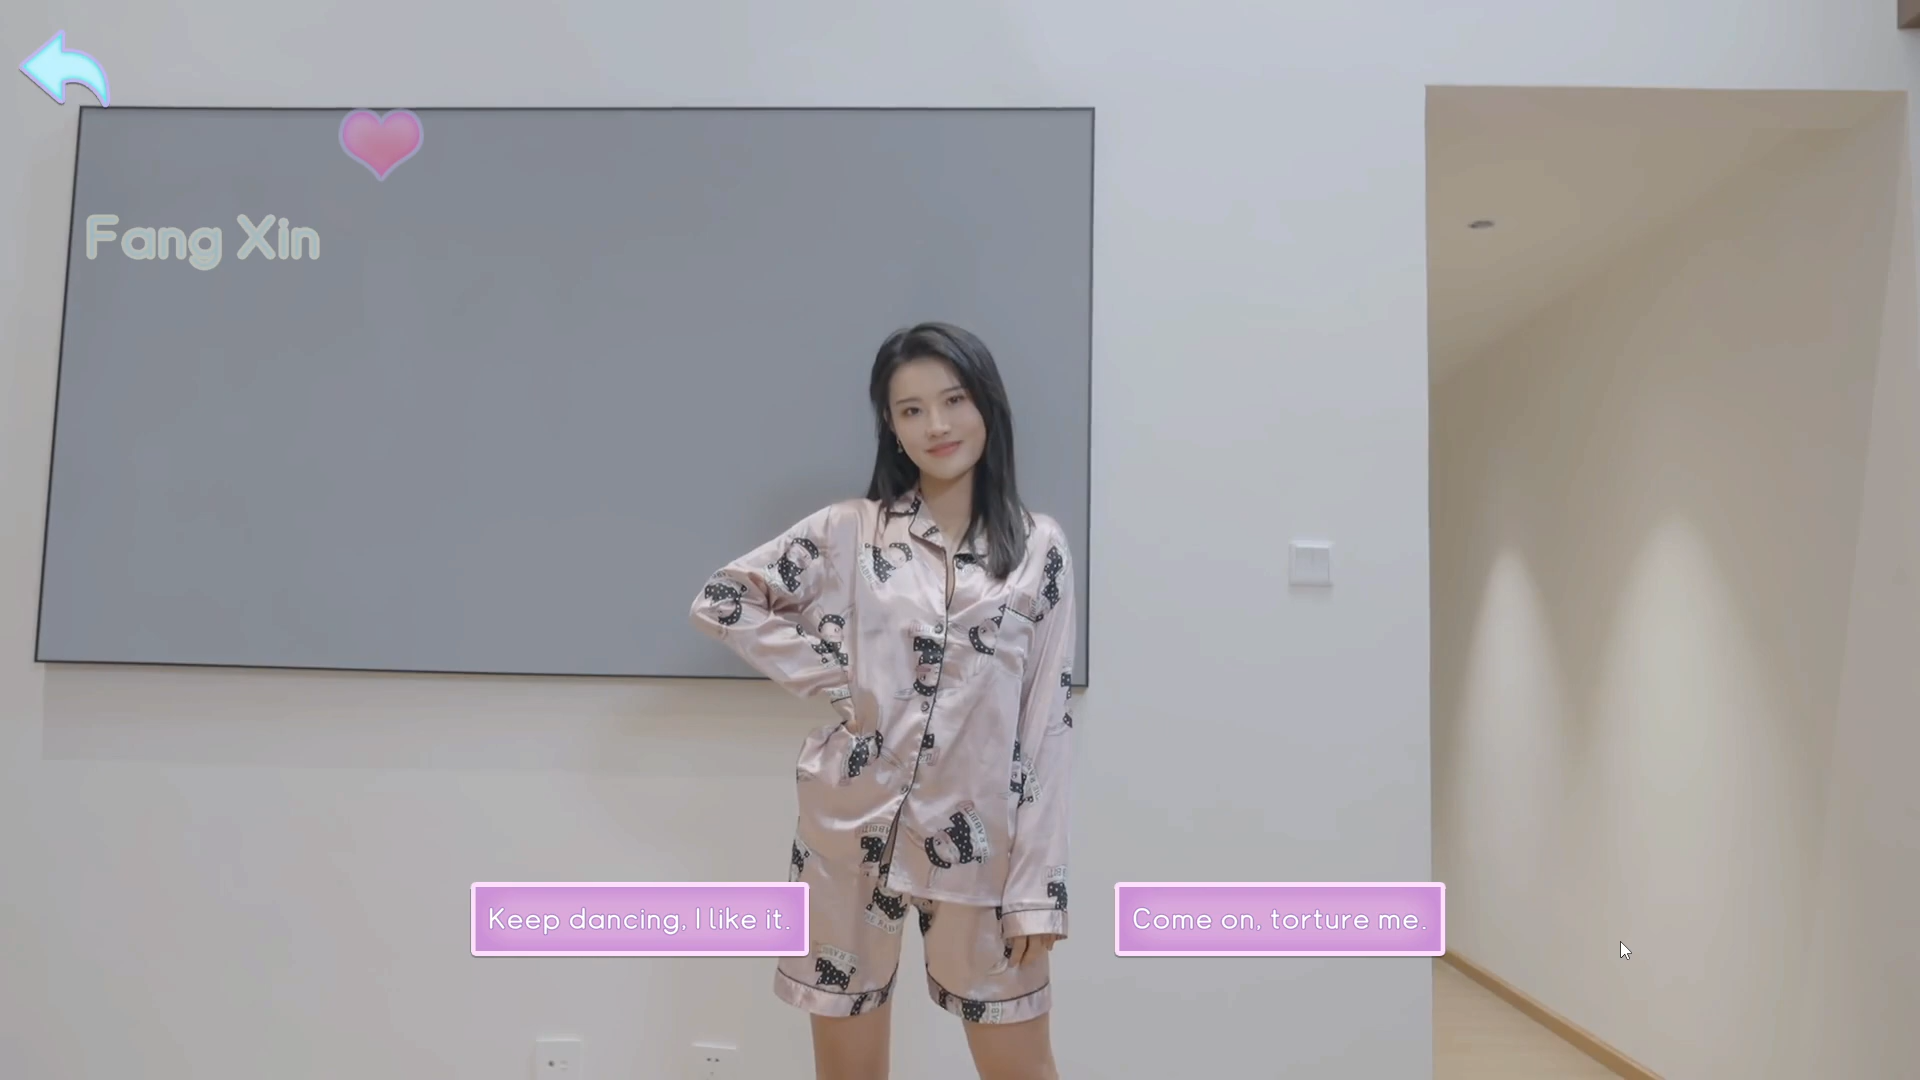 Fang Xin
Keep dancing, I like it.
Come on, torture me.